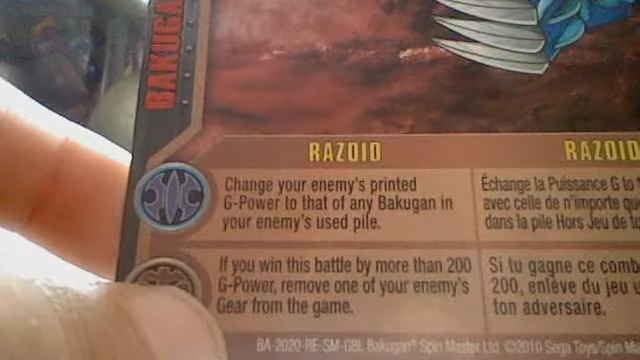 BAKUGA
RAZOID
RAZOID
Change your enemy's printed
G-Power to that of any Bakugan in
your enemy's used pile.
Échange la Puissance G to
avec celle de n'importe qu
dans la pile Hors Jeu de to
If you win this battle by more than 200
G-Power, remove one of your enemy's
Gear from the game.
Si tu gagne ce comb
200, enlève du jeu u
ton adversaire.
BA-2020-RE-SM-GBL Bakugan® Spin Master Ltd. ©2010 Sega Toys/Spin Ma